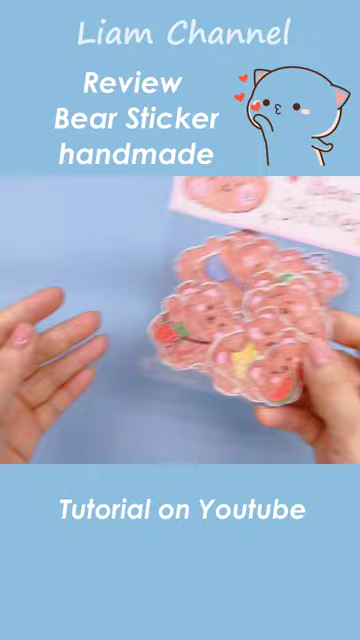 Liam Channel
Review
Bear Sticker
handmade
Tutorial on Youtube